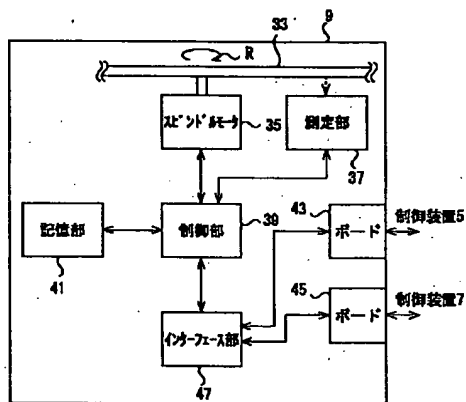 33
9
R
スピンドルモータ
35
測定部
37
記憶部
41
制御部
39
43
ボード
制御装置5
45
ボード
制御装置7
インターフェース部
47